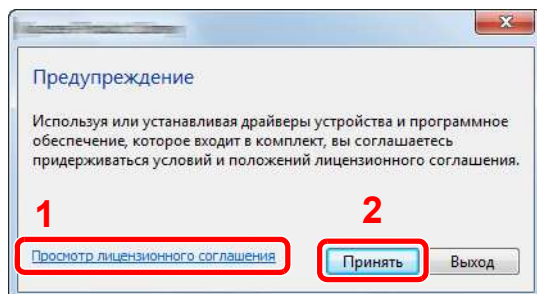 Предупреждение
Используя или устанавливая драйверы устройства и программное
обеспечение, которое входит в комплект, вы соглашаетесь
придерживаться условий и положений лицензионного соглашения.
1
2
Просмотр лицензионного соглашения
Принять
Выход